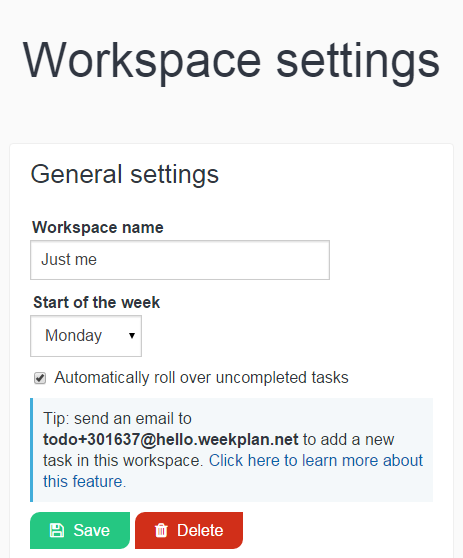 Workspace settings
General settings
Workspace name
Just me
Start of the week
Monday
Automatically roll over uncompleted tasks
Tip: send an email to
todo+301637@hello.weekplan.net to add a new
task in this workspace. Click here to learn more about
this feature.
Save Delete